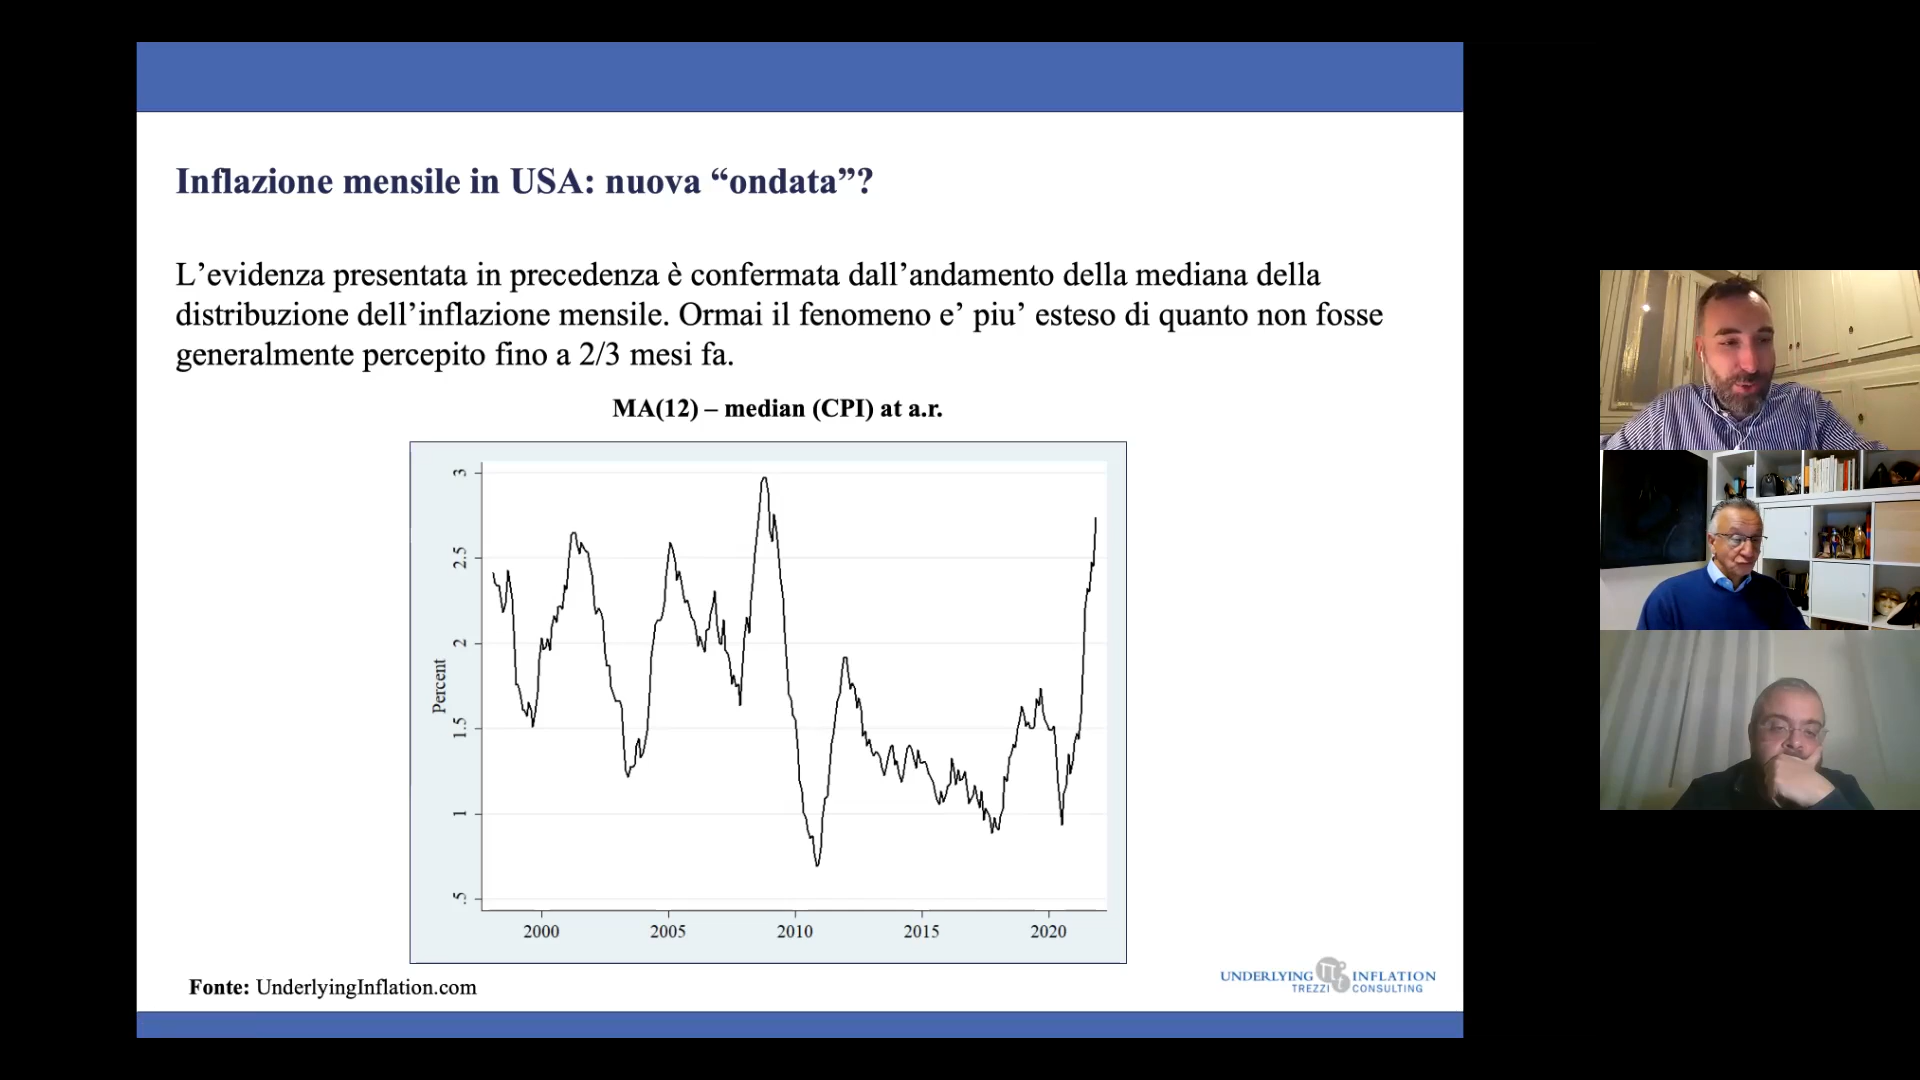 Inflazione mensile in USA: nuova “ondata”?
L’evidenza presentata in precedenza è confermata dall’andamento della mediana della
distribuzione dell’inflazione mensile. Ormai il fenomeno e’ piu’ esteso di quanto non fosse
generalmente percepito fino a 2/3 mesi fa.
MA(12) – median (CPI) at a.r.
3
2.5
2
1.5
1
.5
Percent
2000 2005 2010 2015 2020
Fonte: UnderlyingInflation.com
UNDERLYING π INFLATION
TREZZI CONSULTING